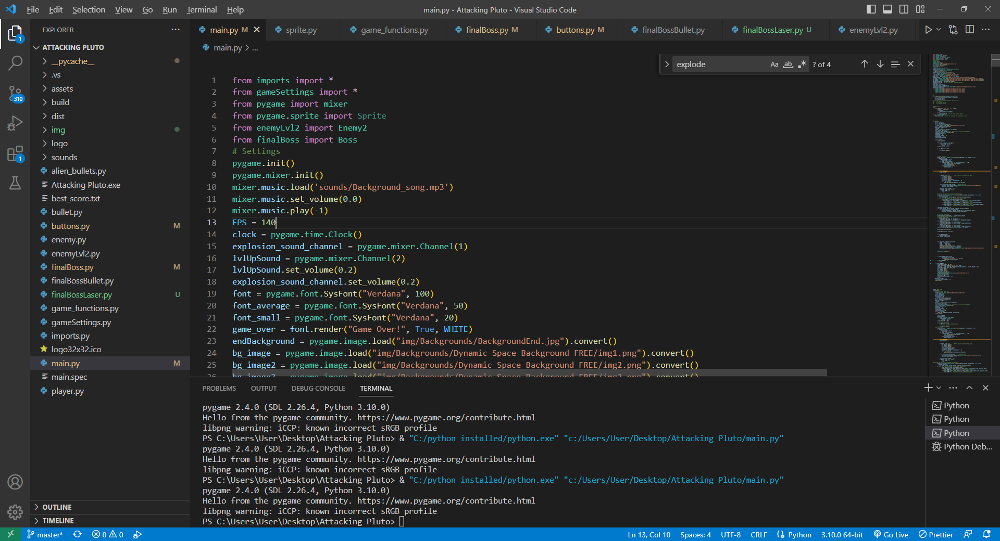 File Edit Selection View Go Run Terminal Help
main.py - Attacking Pluto - Visual Studio Code
EXPLORER
main.py M
sprite.py
game_functions.py
finalBoss.py M
buttons.py M
finalBossBullet.py
finalBossLaser.py U
enemyLvl2.py
main.py > ...
explode
Aa ab .*
? of 4
1
310
1
ATTACKING PLUTO
__pycache__
.vs
assets
build
dist
img
logo
sounds
alien_bullets.py
Attacking Pluto.exe
best_score.txt
bullet.py
buttons.py M
enemy.py
enemyLvl2.py
finalBoss.py M
finalBossBullet.py
finalBossLaser.py U
game_functions.py
gameSettings.py
imports.py
logo32x32.ico
main.py M
main.spec
player.py
OUTLINE
TIMELINE
1 from imports import *
2 from gameSettings import *
3 from pygame import mixer
4 from pygame.sprite import Sprite
5 from enemyLvl2 import Enemy2
6 from finalBoss import Boss
7 # Settings
8 pygame.init()
9 pygame.mixer.init()
10 mixer.music.load('sounds/Background_song.mp3')
11 mixer.music.set_volume(0.0)
12 mixer.music.play(-1)
13 FPS = 140
14 clock = pygame.time.Clock()
15 explosion_sound_channel = pygame.mixer.Channel(1)
16 lvlUpSound = pygame.mixer.Channel(2)
17 lvlUpSound.set_volume(0.2)
18 explosion_sound_channel.set_volume(0.2)
19 font = pygame.font.SysFont("Verdana", 100)
20 font_average = pygame.font.SysFont("Verdana", 50)
21 font_small = pygame.font.SysFont("Verdana", 20)
22 game_over = font.render("Game Over!", True, WHITE)
23 endBackground = pygame.image.load("img/Backgrounds/BackgroundEnd.jpg").convert()
24 bg_image = pygame.image.load("img/Backgrounds/Dynamic Space Background FREE/img1.png").convert()
25 bg_image2 = pygame.image.load("img/Backgrounds/Dynamic Space Background FREE/img2.png").convert()
26 bg_image3 = pygame.image.load("img/Backgrounds/Dynamic Space Background FREE/img3.png").convert()
PROBLEMS OUTPUT DEBUG CONSOLE TERMINAL
pygame 2.4.0 (SDL 2.26.4, Python 3.10.0)
Hello from the pygame community. https://www.pygame.org/contribute.html
libpng warning: iCCP: known incorrect sRGB profile
PS C:\Users\User\Desktop\Attacking Pluto> & "C:/python installed/python.exe" "c:/Users/User/Desktop/Attacking Pluto/main.py"
pygame 2.4.0 (SDL 2.26.4, Python 3.10.0)
Hello from the pygame community. https://www.pygame.org/contribute.html
libpng warning: iCCP: known incorrect sRGB profile
PS C:\Users\User\Desktop\Attacking Pluto> & "C:/python installed/python.exe" "c:/Users/User/Desktop/Attacking Pluto/main.py"
pygame 2.4.0 (SDL 2.26.4, Python 3.10.0)
Hello from the pygame community. https://www.pygame.org/contribute.html
libpng warning: iCCP: known incorrect sRGB profile
PS C:\Users\User\Desktop\Attacking Pluto>
Python
Python
Python
Python Deb...
master* 0 0
Ln 13, Col 10 Spaces: 4 UTF-8 CRLF Python 3.10.0 64-bit Go Live Prettier